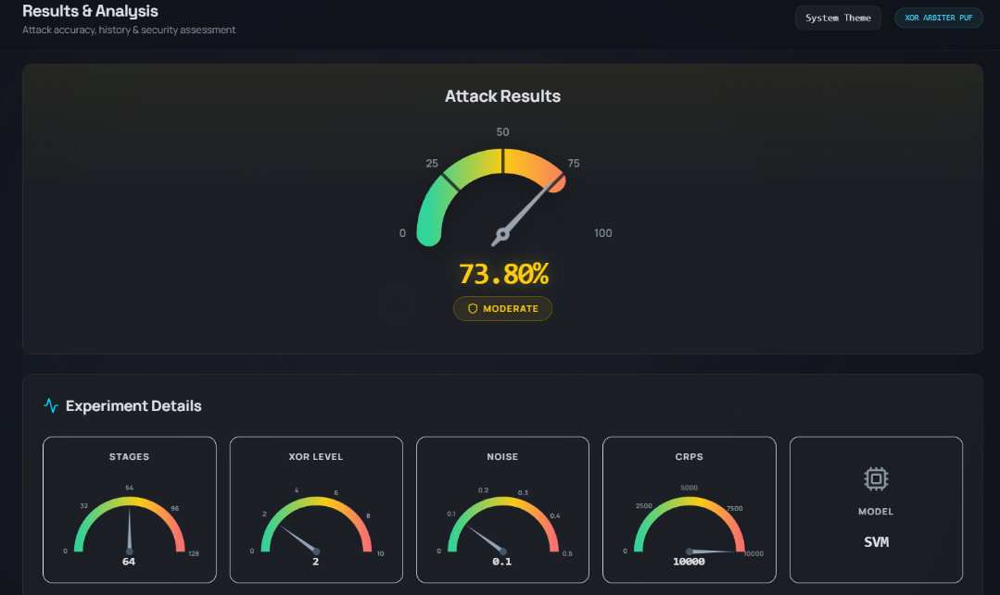 Results & Analysis
Attack accuracy, history & security assessment
System Theme
XOR ARBITER PUF
Attack Results
50
25
75
0
100
73.80%
MODERATE
Experiment Details
STAGES
64
32
96
0
128
64
XOR LEVEL
4
6
2
8
0
10
2
NOISE
0.2
0.3
0.1
0.4
0
0.5
0.1
CRPS
5000
2500
7500
0
10000
10000
MODEL
SVM